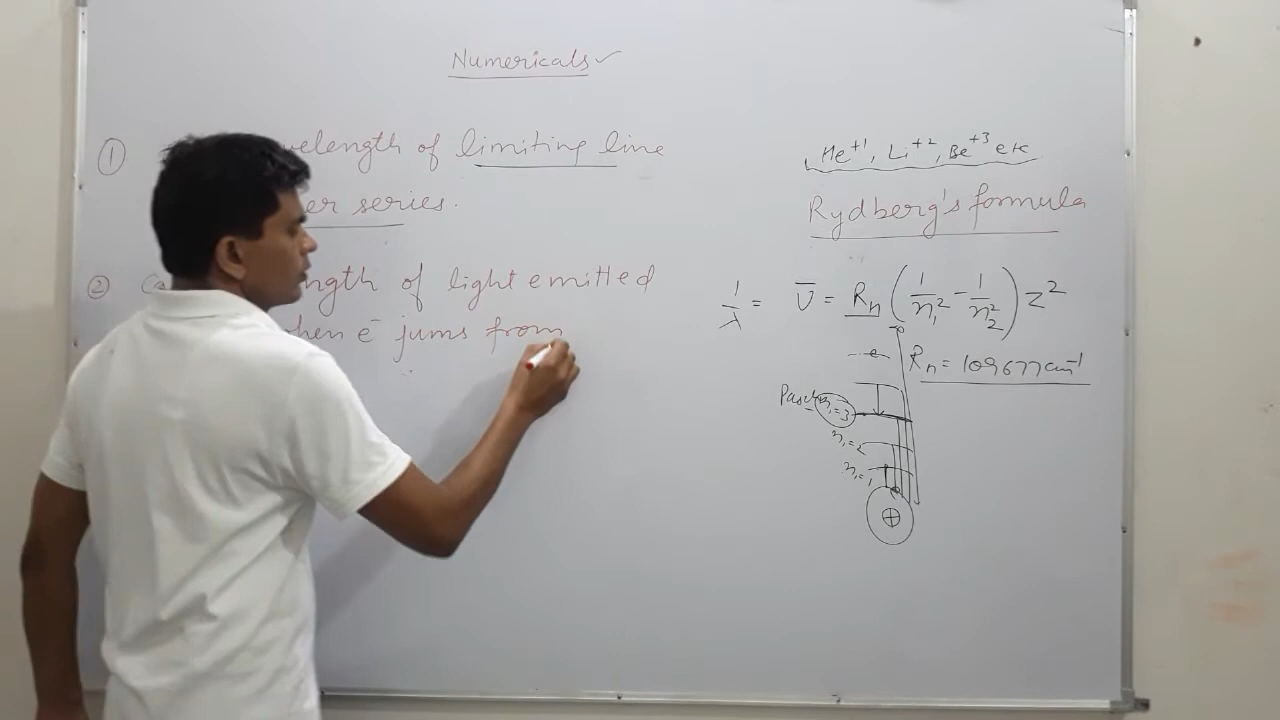 Numericals ✓
① velength of limiting line
er series.
② Ca ngth of light emitted
hen e⁻ jums from
He⁺¹, Li⁺², Be⁺³ etc
Rydberg's formula
1/λ = ῡ = Rₙ (1/n₁² - 1/n₂²) Z²
Rₙ = 109677 cm⁻¹
n₁=3
n₁=2
n₁=1
⊕